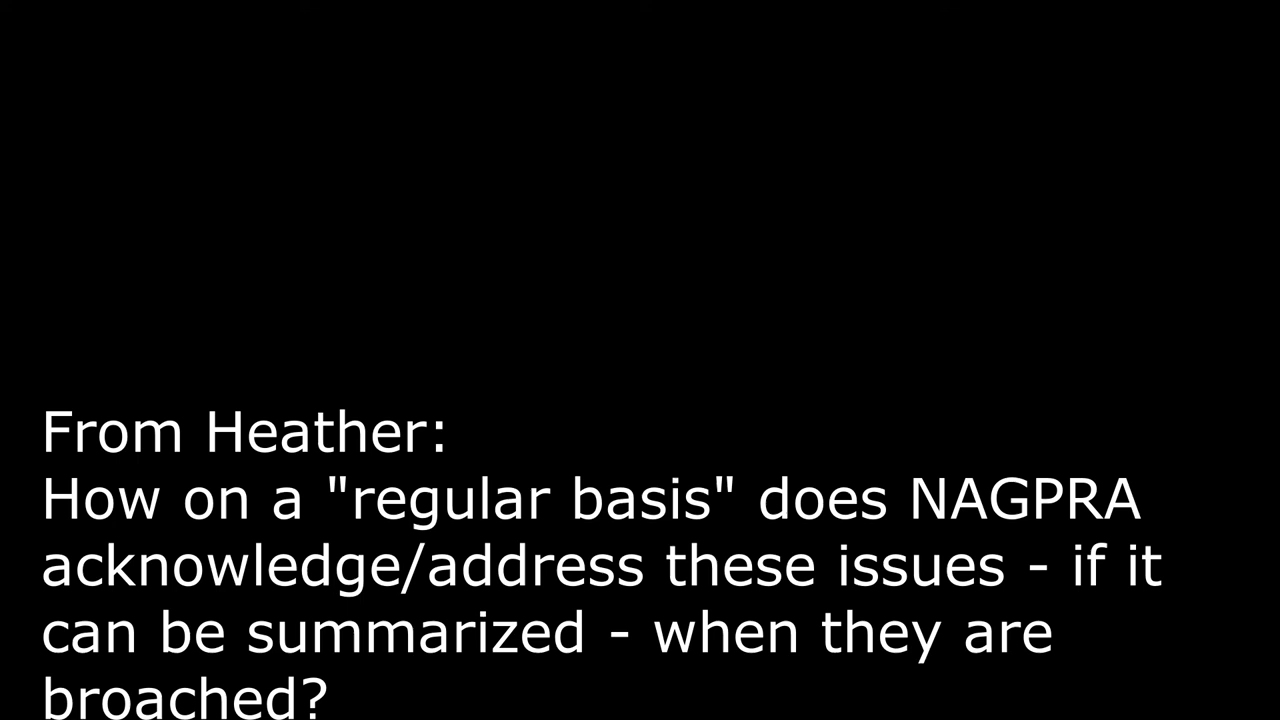 From Heather:
How on a "regular basis" does NAGPRA
acknowledge/address these issues - if it
can be summarized - when they are
broached?